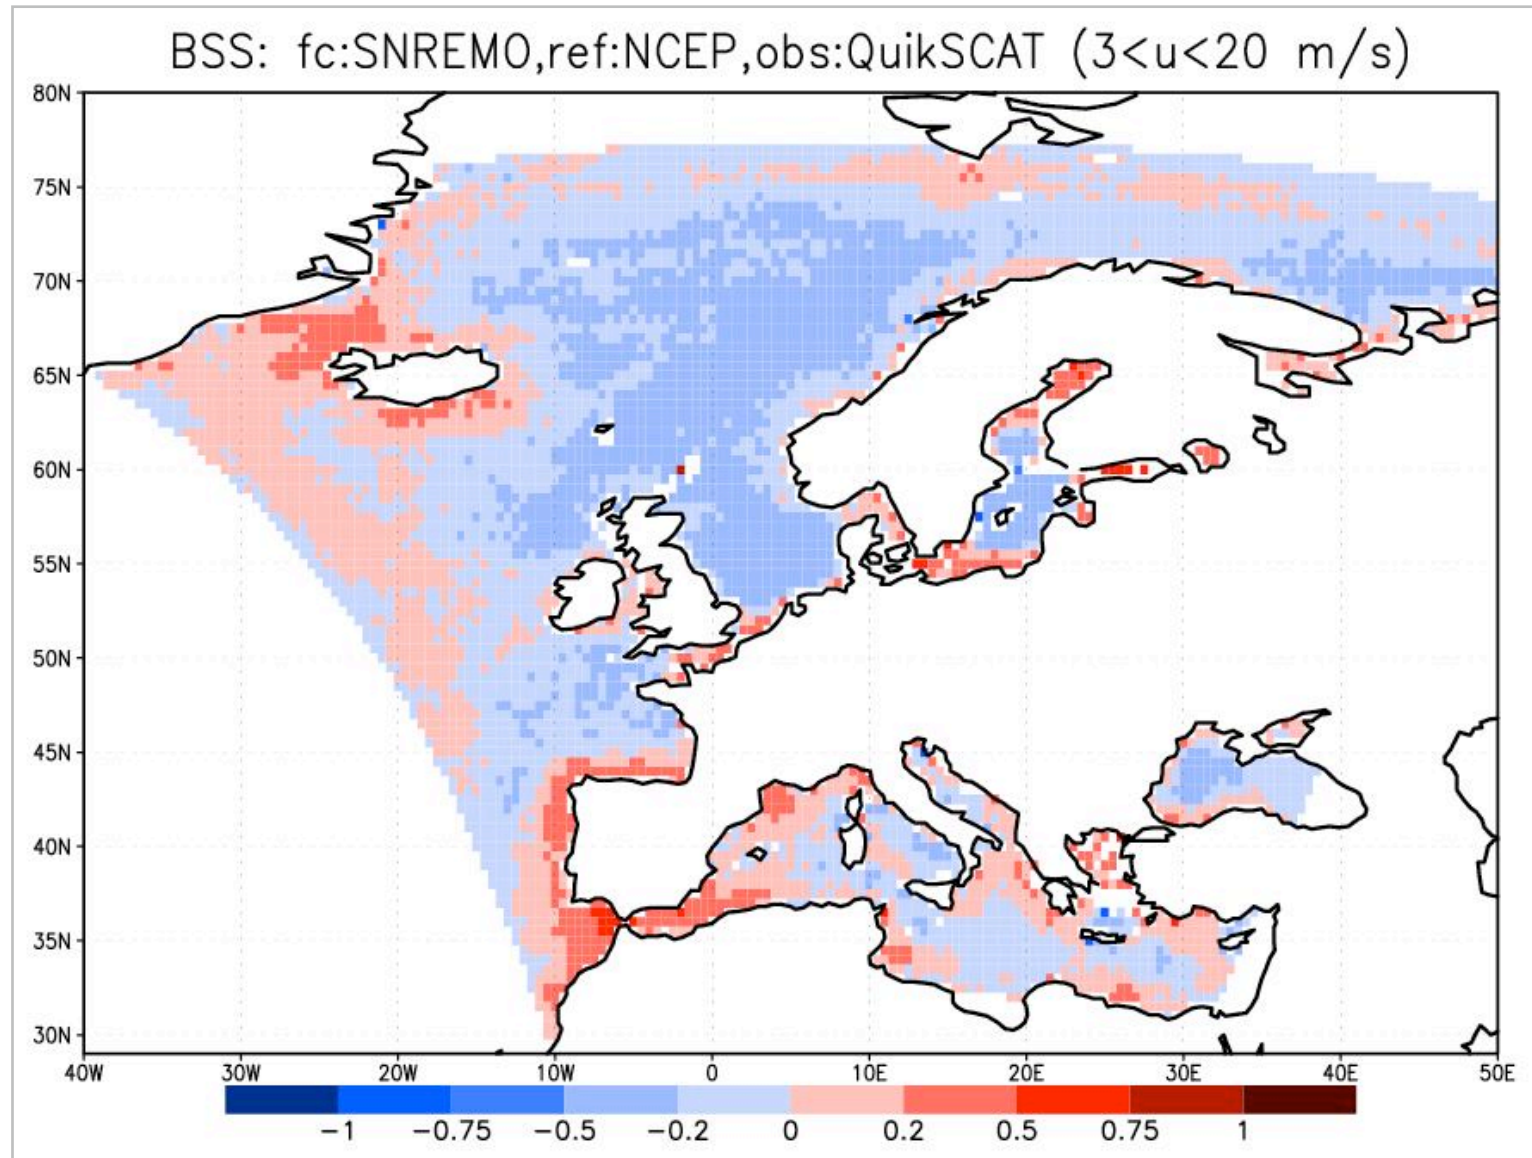 BSS: fc:SNREMO,ref:NCEP,obs:QuikSCAT (3<u<20 m/s)
80N
75N
70N
65N
60N
55N
50N
45N
40N
35N
30N
40W 30W 20W 10W 0 10E 20E 30E 40E 50E
−1 −0.75 −0.5 −0.2 0 0.2 0.5 0.75 1